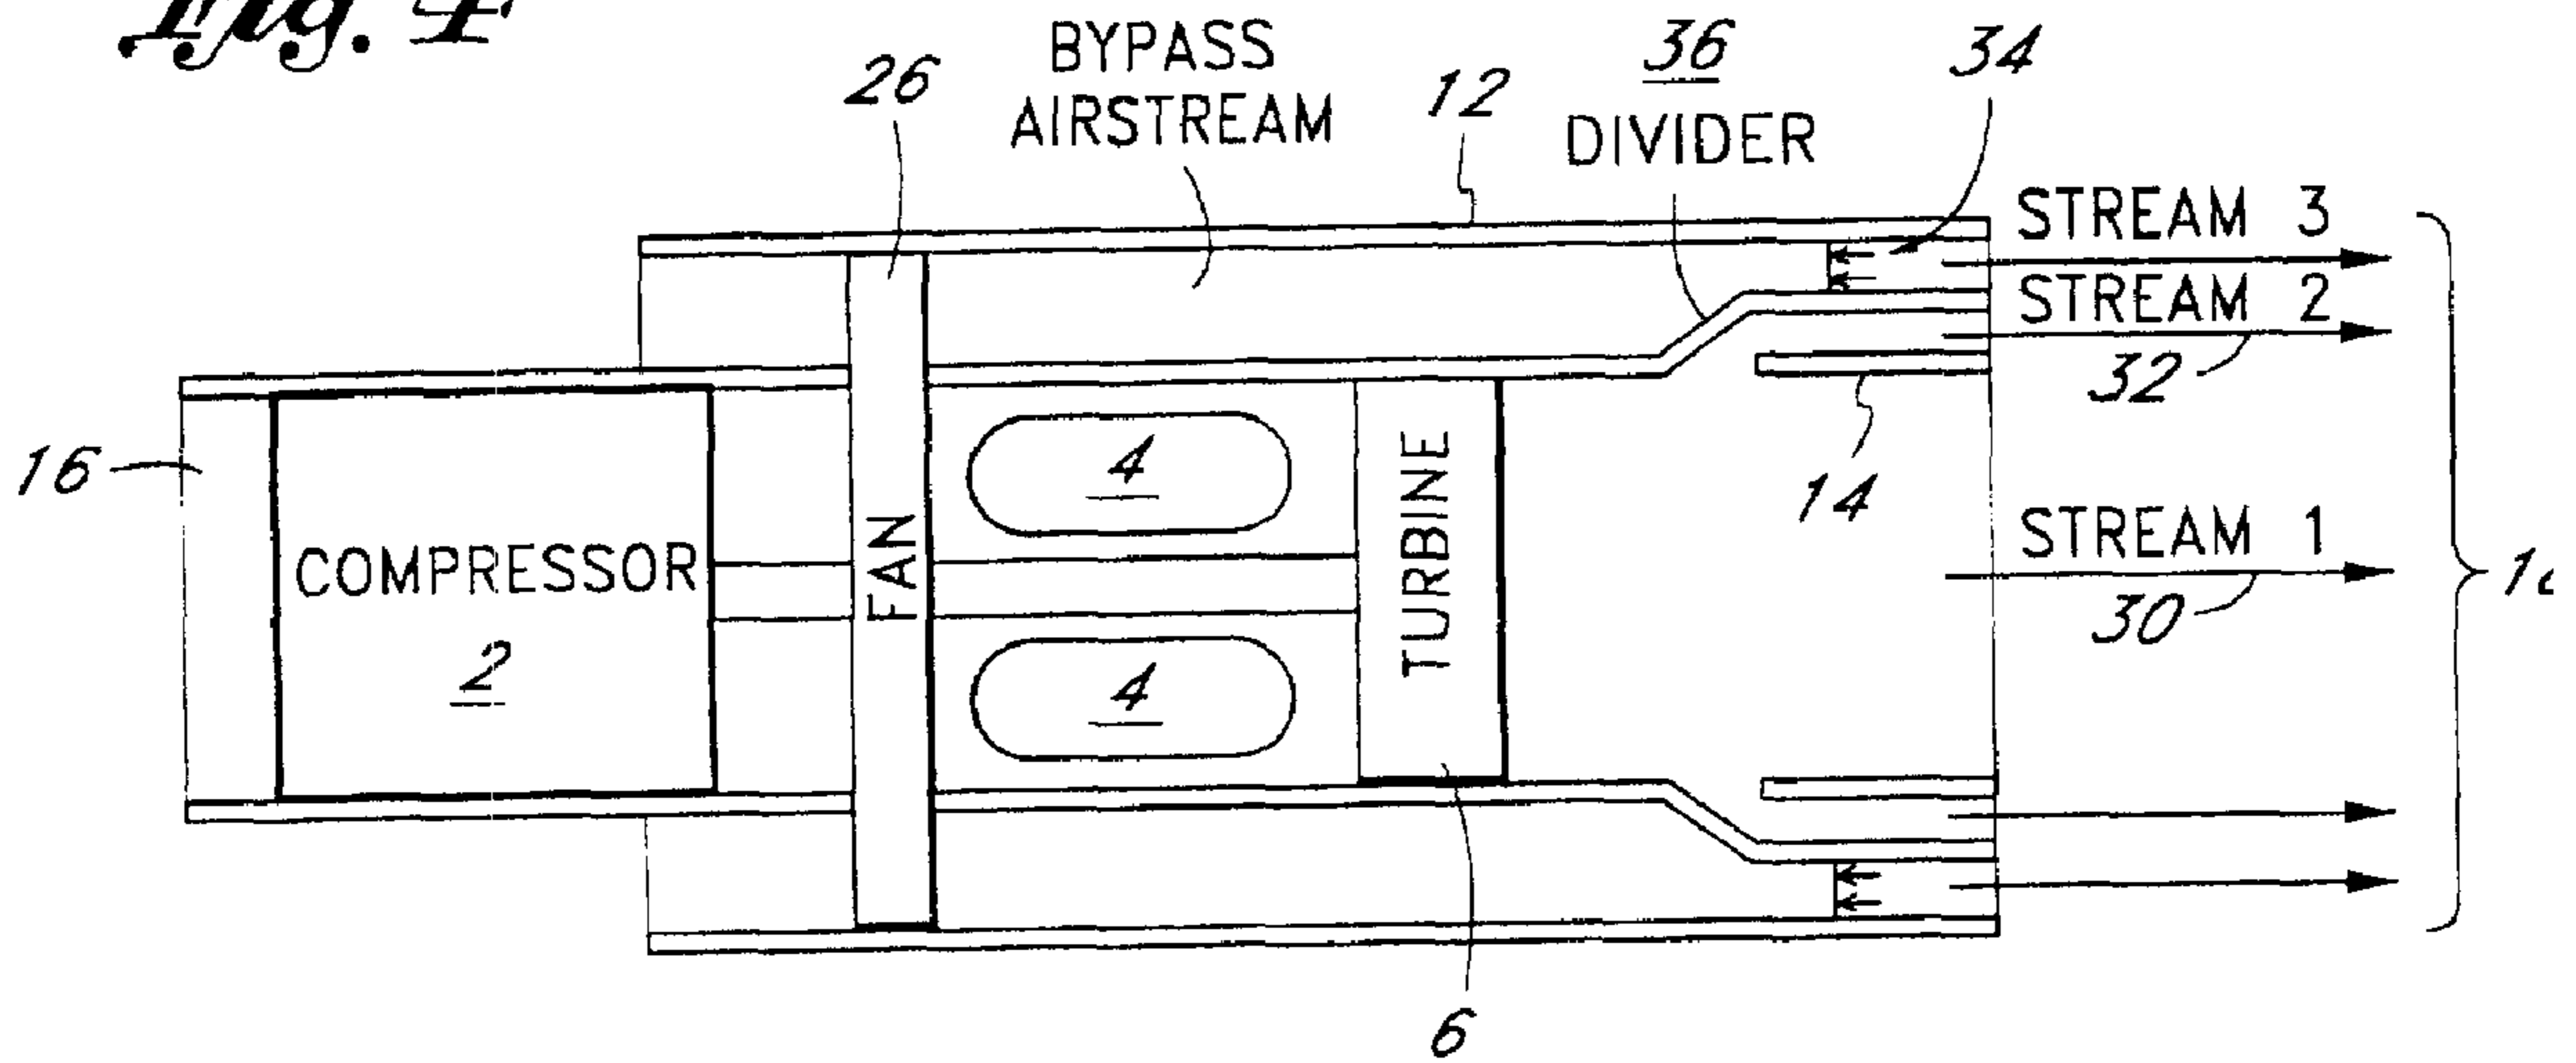 Fig. 4
BYPASS
AIRSTREAM
26
12
36
DIVIDER
34
STREAM 3
STREAM 2
32
14
16
COMPRESSOR
2
FAN
4
4
TURBINE
STREAM 1
30
6